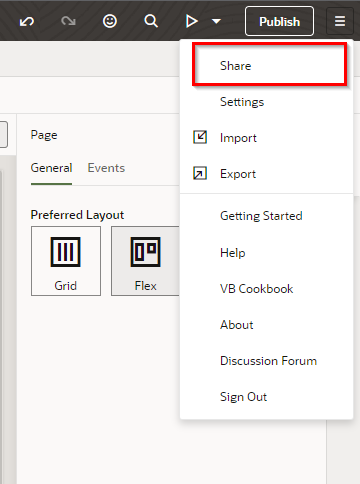 Publish
Share
Settings
Import
Export
Getting Started
Help
VB Cookbook
About
Discussion Forum
Sign Out
Page
General Events
Preferred Layout
Grid Flex